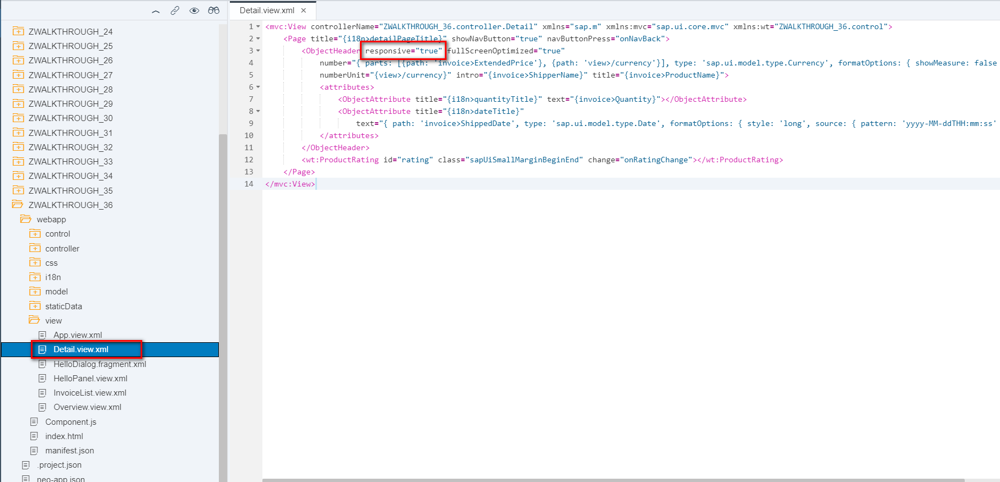 ZWALKTHROUGH_24
ZWALKTHROUGH_25
ZWALKTHROUGH_26
ZWALKTHROUGH_27
ZWALKTHROUGH_28
ZWALKTHROUGH_29
ZWALKTHROUGH_30
ZWALKTHROUGH_31
ZWALKTHROUGH_32
ZWALKTHROUGH_33
ZWALKTHROUGH_34
ZWALKTHROUGH_35
ZWALKTHROUGH_36
webapp
control
controller
css
i18n
model
staticData
view
App.view.xml
Detail.view.xml
HelloDialog.fragment.xml
HelloPanel.view.xml
InvoiceList.view.xml
Overview.view.xml
Component.js
index.html
manifest.json
.project.json
neo-app.json
Detail.view.xml ×
1 <mvc:View controllerName="ZWALKTHROUGH_36.controller.Detail" xmlns="sap.m" xmlns:mvc="sap.ui.core.mvc" xmlns:wt="ZWALKTHROUGH_36.control">
2 <Page title="{i18n>detailPageTitle}" showNavButton="true" navButtonPress="onNavBack">
3 <ObjectHeader responsive="true" fullScreenOptimized="true"
4 number="{ parts: [{path: 'invoice>ExtendedPrice'}, {path: 'view>/currency'}], type: 'sap.ui.model.type.Currency', formatOptions: { showMeasure: false
5 numberUnit="{view>/currency}" intro="{invoice>ShipperName}" title="{invoice>ProductName}">
6 <attributes>
7 <ObjectAttribute title="{i18n>quantityTitle}" text="{invoice>Quantity}"></ObjectAttribute>
8 <ObjectAttribute title="{i18n>dateTitle}"
9 text="{ path: 'invoice>ShippedDate', type: 'sap.ui.model.type.Date', formatOptions: { style: 'long', source: { pattern: 'yyyy-MM-ddTHH:mm:ss'
10 </attributes>
11 </ObjectHeader>
12 <wt:ProductRating id="rating" class="sapUiSmallMarginBeginEnd" change="onRatingChange"></wt:ProductRating>
13 </Page>
14 </mvc:View>